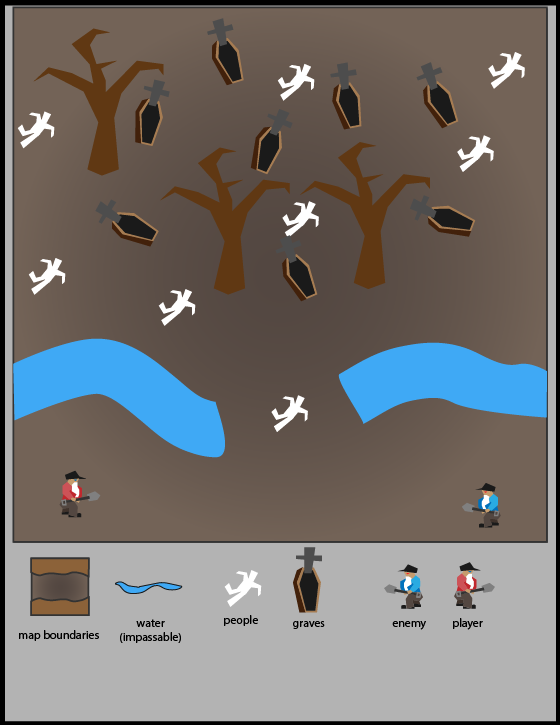 map boundaries
water
(impassable)
people
graves
enemy
player